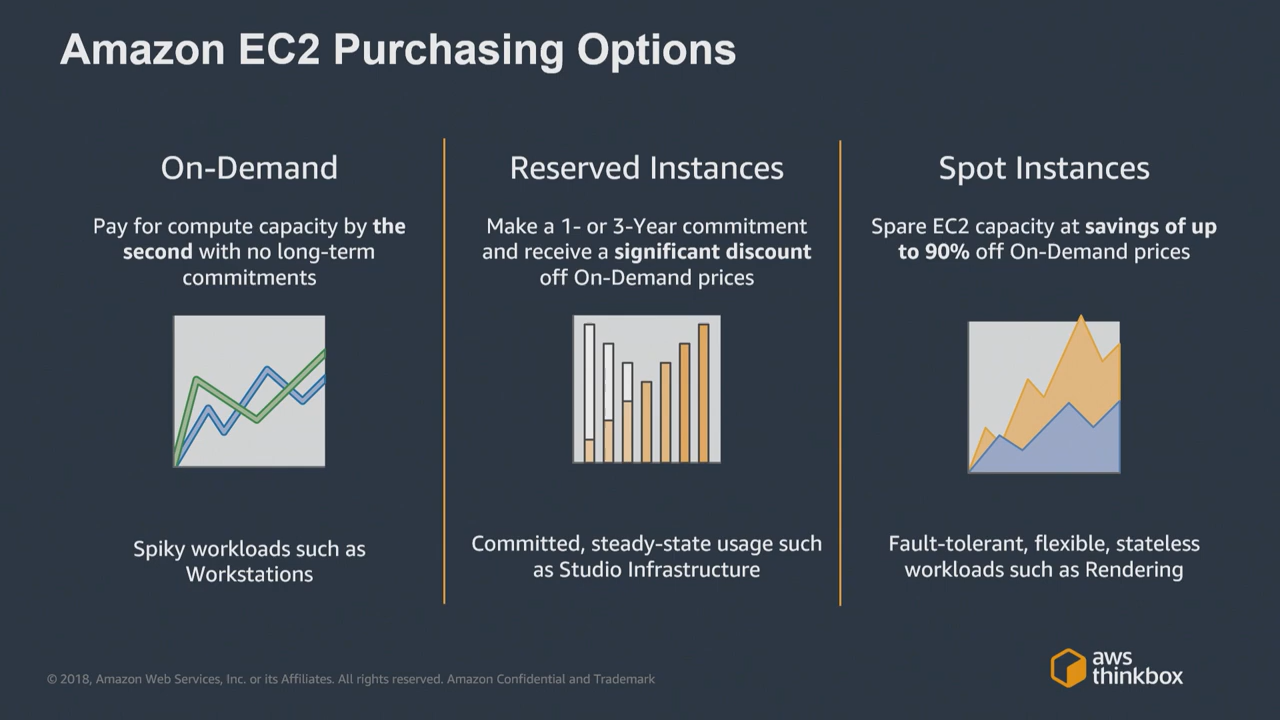 Amazon EC2 Purchasing Options
On-Demand
Pay for compute capacity by the
second with no long-term
commitments
Spiky workloads such as
Workstations
Reserved Instances
Make a 1- or 3-Year commitment
and receive a significant discount
off On-Demand prices
Committed, steady-state usage such
as Studio Infrastructure
Spot Instances
Spare EC2 capacity at savings of up
to 90% off On-Demand prices
Fault-tolerant, flexible, stateless
workloads such as Rendering
© 2018, Amazon Web Services, Inc. or its Affiliates. All rights reserved. Amazon Confidential and Trademark
aws
thinkbox